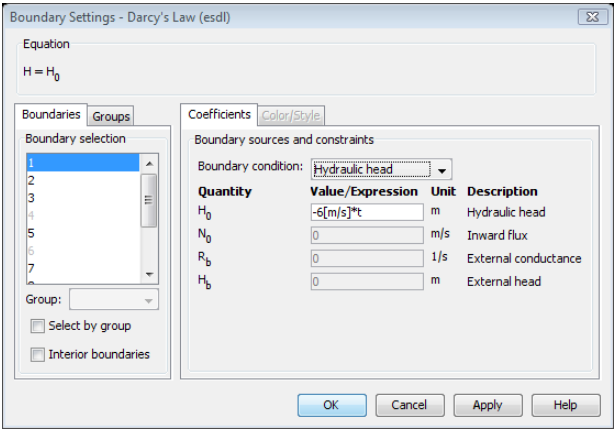 Boundary Settings - Darcy's Law (esdl)
Equation
H = H0
Boundaries Groups
Boundary selection
1
2
3
4
5
6
7
Group:
Select by group
Interior boundaries
Coefficients Color/Style
Boundary sources and constraints
Boundary condition: Hydraulic head
Quantity Value/Expression Unit Description
H0 -6[m/s]*t m Hydraulic head
N0 0 m/s Inward flux
Rb 0 1/s External conductance
Hb 0 m External head
OK Cancel Apply Help